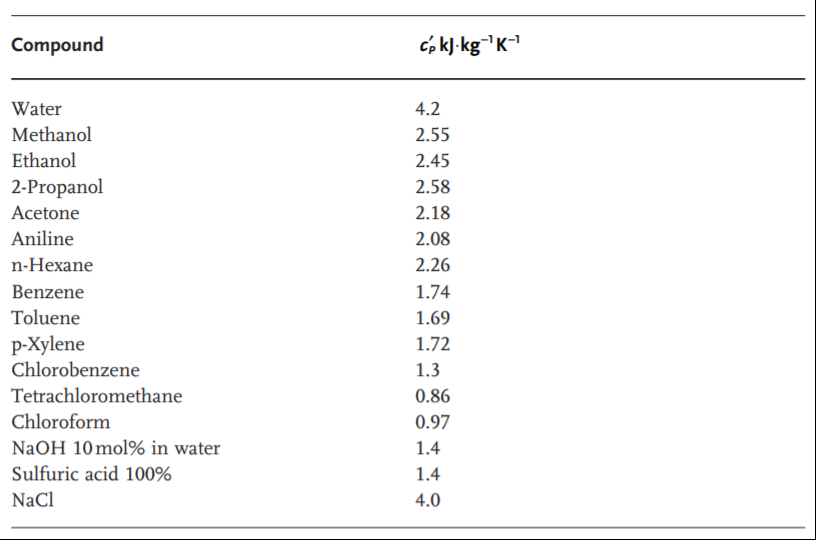 Compound c′P kJ·kg⁻¹ K⁻¹
Water 4.2
Methanol 2.55
Ethanol 2.45
2-Propanol 2.58
Acetone 2.18
Aniline 2.08
n-Hexane 2.26
Benzene 1.74
Toluene 1.69
p-Xylene 1.72
Chlorobenzene 1.3
Tetrachloromethane 0.86
Chloroform 0.97
NaOH 10 mol% in water 1.4
Sulfuric acid 100% 1.4
NaCl 4.0